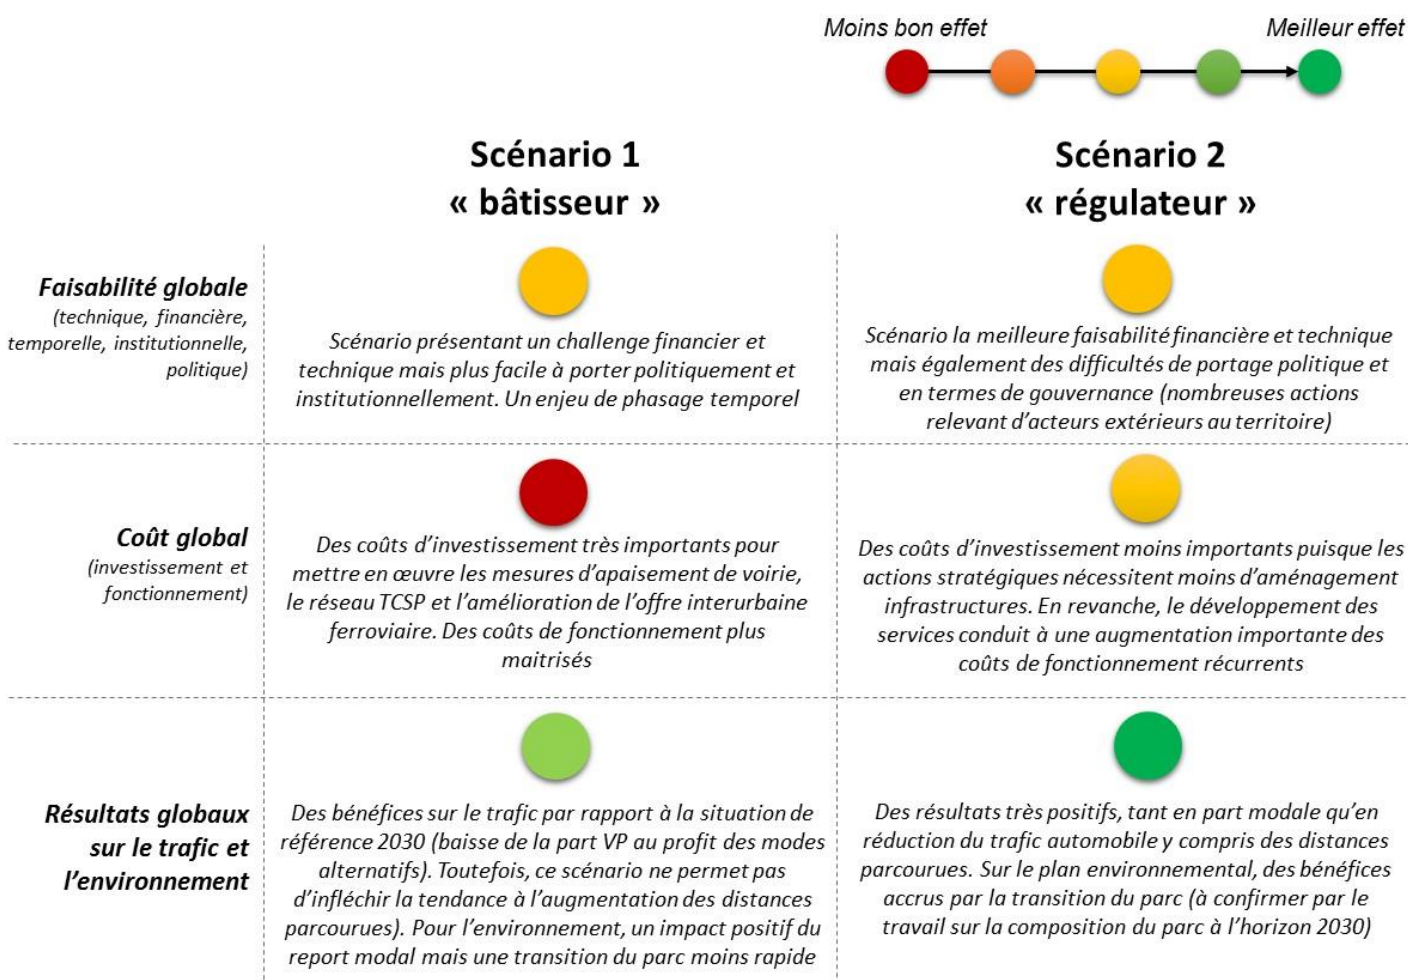 Moins bon effet
Meilleur effet
Scénario 1
« bâtisseur »
Scénario 2
« régulateur »
Faisabilité globale
(technique, financière,
temporelle, institutionnelle,
politique)
Scénario présentant un challenge financier et
technique mais plus facile à porter politiquement et
institutionnellement. Un enjeu de phasage temporel
Scénario la meilleure faisabilité financière et technique
mais également des difficultés de portage politique et
en termes de gouvernance (nombreuses actions
relevant d’acteurs extérieurs au territoire)
Coût global
(investissement et
fonctionnement)
Des coûts d’investissement très importants pour
mettre en œuvre les mesures d’apaisement de voirie,
le réseau TCSP et l’amélioration de l’offre interurbaine
ferroviaire. Des coûts de fonctionnement plus
maitrisés
Des coûts d’investissement moins importants puisque les
actions stratégiques nécessitent moins d’aménagement
infrastructures. En revanche, le développement des
services conduit à une augmentation importante des
coûts de fonctionnement récurrents
Résultats globaux
sur le trafic et
l’environnement
Des bénéfices sur le trafic par rapport à la situation de
référence 2030 (baisse de la part VP au profit des modes
alternatifs). Toutefois, ce scénario ne permet pas
d’infléchir la tendance à l’augmentation des distances
parcourues). Pour l’environnement, un impact positif du
report modal mais une transition du parc moins rapide
Des résultats très positifs, tant en part modale qu’en
réduction du trafic automobile y compris des distances
parcourues. Sur le plan environnemental, des bénéfices
accrus par la transition du parc (à confirmer par le
travail sur la composition du parc à l’horizon 2030)